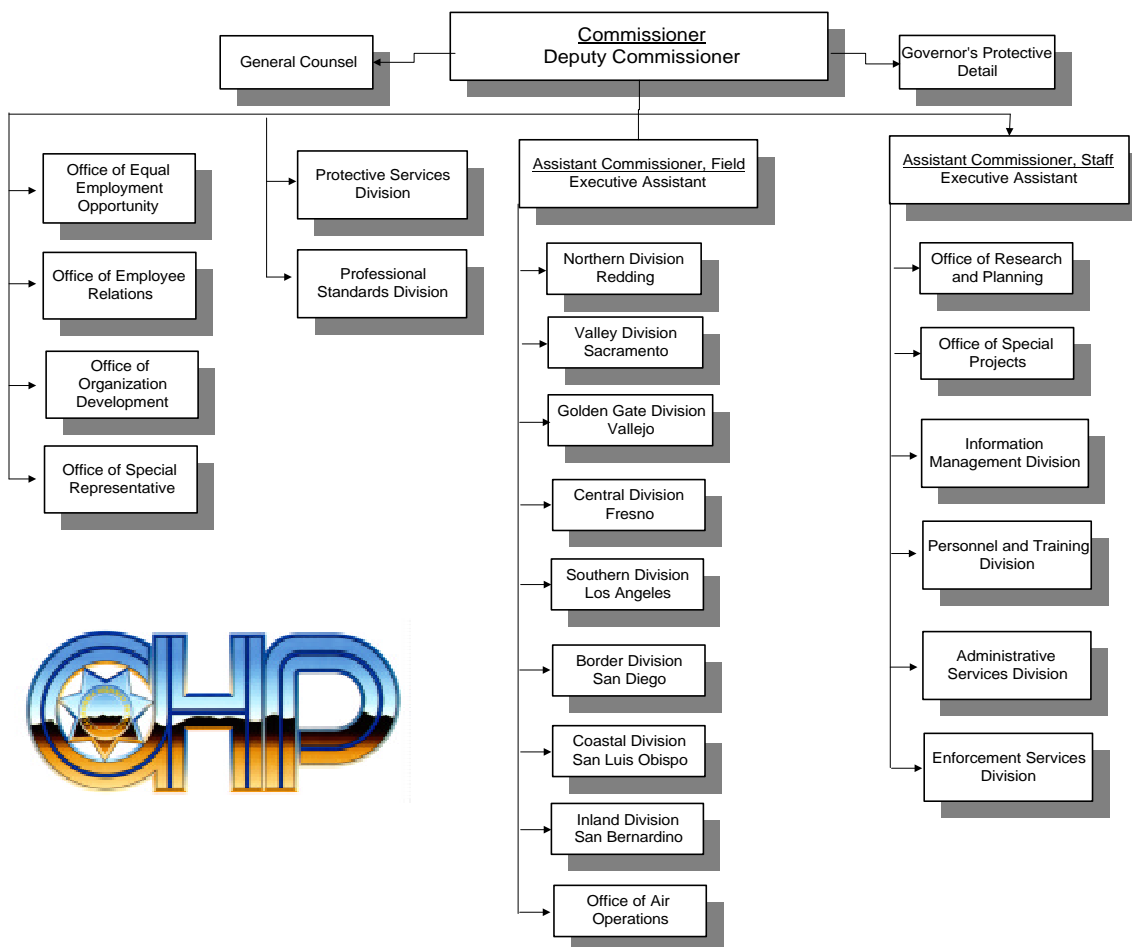 Commissioner
Deputy Commissioner
General Counsel
Governor's Protective
Detail
Office of Equal
Employment
Opportunity
Office of Employee
Relations
Office of
Organization
Development
Office of Special
Representative
Protective Services
Division
Professional
Standards Division
Assistant Commissioner, Field
Executive Assistant
Northern Division
Redding
Valley Division
Sacramento
Golden Gate Division
Vallejo
Central Division
Fresno
Southern Division
Los Angeles
Border Division
San Diego
Coastal Division
San Luis Obispo
Inland Division
San Bernardino
Office of Air
Operations
Assistant Commissioner, Staff
Executive Assistant
Office of Research
and Planning
Office of Special
Projects
Information
Management Division
Personnel and Training
Division
Administrative
Services Division
Enforcement Services
Division
CHP